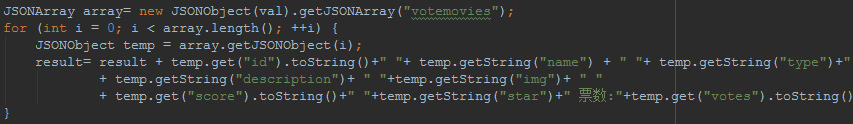 JSONArray array= new JSONObject(val).getJSONArray("votemovies");
for (int i = 0; i < array.length(); ++i) {
JSONObject temp = array.getJSONObject(i);
result= result + temp.get("id").toString()+" "+ temp.getString("name") + " "+ temp.getString("type")+"
+ temp.getString("description")+ " "+temp.getString("img")+ " "
+ temp.get("score").toString()+" "+temp.getString("star")+" 票数:"+temp.get("votes").toString()
}